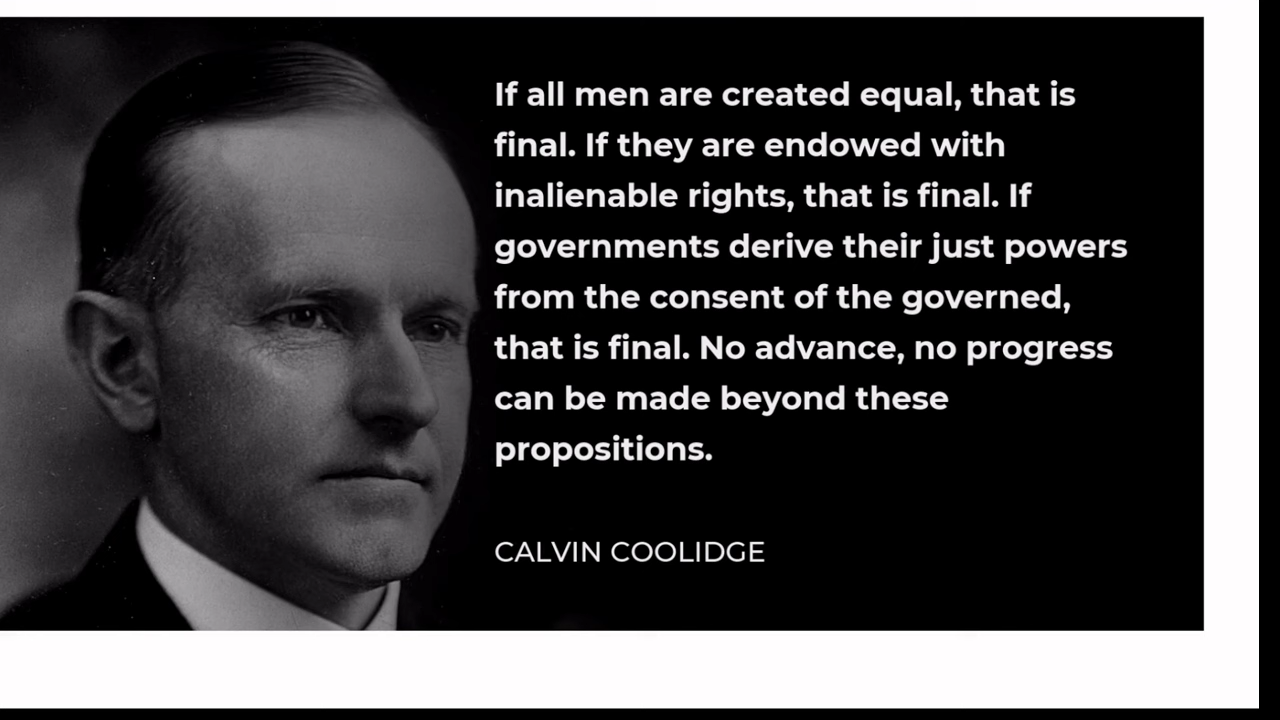 If all men are created equal, that is
final. If they are endowed with
inalienable rights, that is final. If
governments derive their just powers
from the consent of the governed,
that is final. No advance, no progress
can be made beyond these
propositions.
CALVIN COOLIDGE